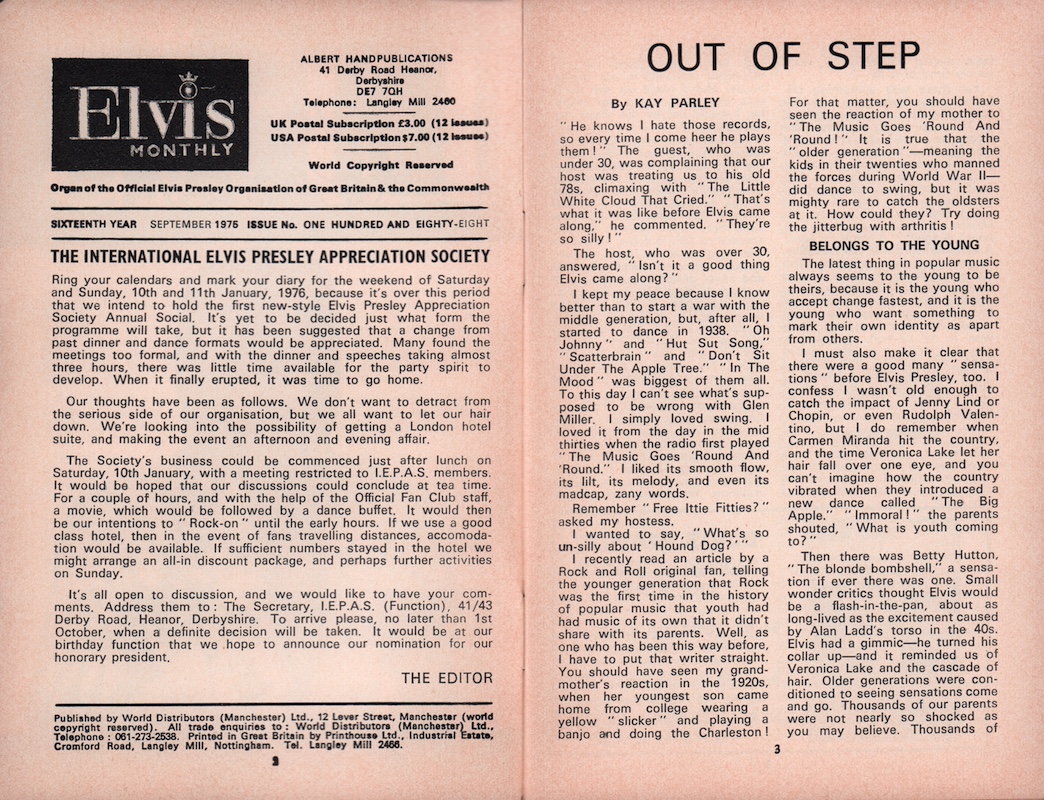 Elvis
MONTHLY
ALBERT HANDPUBLICATIONS
41 Derby Road Heanor,
Derbyshire
DE7 7QH
Telephone: Langley Mill 2460
UK Postal Subscription £3.00 (12 issues)
USA Postal Subscription $7.00 (12 issues)
World Copyright Reserved
Organ of the Official Elvis Presley Organisation of Great Britain & the Commonwealth
SIXTEENTH YEAR SEPTEMBER 1975 ISSUE No. ONE HUNDRED AND EIGHTY-EIGHT
THE INTERNATIONAL ELVIS PRESLEY APPRECIATION SOCIETY
Ring your calendars and mark your diary for the weekend of Saturday
and Sunday, 10th and 11th January, 1976, because it's over this period
that we intend to hold the first new-style Elvis Presley Appreciation
Society Annual Social. It's yet to be decided just what form the
programme will take, but it has been suggested that a change from
past dinner and dance formats would be appreciated. Many found the
meetings too formal, and with the dinner and speeches taking almost
three hours, there was little time available for the party spirit to
develop. When it finally erupted, it was time to go home.
Our thoughts have been as follows. We don't want to detract from
the serious side of our organisation, but we all want to let our hair
down. We're looking into the possibility of getting a London hotel
suite, and making the event an afternoon and evening affair.
The Society's business could be commenced just after lunch on
Saturday, 10th January, with a meeting restricted to I.E.P.A.S. members.
It would be hoped that our discussions could conclude at tea time.
For a couple of hours, and with the help of the Official Fan Club staff,
a movie, which would be followed by a dance buffet. It would then
be our intentions to "Rock-on" until the early hours. If we use a good
class hotel, then in the event of fans travelling distances, accomoda-
tion would be available. If sufficient numbers stayed in the hotel we
might arrange an all-in discount package, and perhaps further activities
on Sunday.
It's all open to discussion, and we would like to have your com-
ments. Address them to : The Secretary, I.E.P.A.S. (Function), 41/43
Derby Road, Heanor, Derbyshire. To arrive please, no later than 1st
October, when a definite decision will be taken. It would be at our
birthday function that we hope to announce our nomination for our
honorary president.
THE EDITOR
Published by World Distributors (Manchester) Ltd., 12 Lever Street, Manchester (world
copyright reserved). All trade enquiries to : World Distributors (Manchester) Ltd.,
Telephone : 061-273-2538. Printed in Great Britain by Printhouse Ltd., Industrial Estate,
Cromford Road, Langley Mill, Nottingham. Tel. Langley Mill 2466.
2
OUT OF STEP
By KAY PARLEY
"He knows I hate those records,
so every time I come heer he plays
them!" The guest, who was
under 30, was complaining that our
host was treating us to his old
78s, climaxing with "The Little
White Cloud That Cried." "That's
what it was like before Elvis came
along," he commented. "They're
so silly!"
The host, who was over 30,
answered, "Isn't it a good thing
Elvis came along?"
I kept my peace because I know
better than to start a war with the
middle generation, but, after all, I
started to dance in 1938. "Oh
Johnny" and "Hut Sut Song,"
"Scatterbrain" and "Don't Sit
Under The Apple Tree." "In The
Mood" was biggest of them all.
To this day I can't see what's sup-
posed to be wrong with Glen
Miller. I simply loved swing. I
loved it from the day in the mid
thirties when the radio first played
"The Music Goes 'Round And
'Round." I liked its smooth flow,
its lilt, its melody, and even its
madcap, zany words.
Remember "Free Ittie Fitties?"
asked my hostess.
I wanted to say, "What's so
un-silly about 'Hound Dog?'"
I recently read an article by a
Rock and Roll original fan, telling
the younger generation that Rock
was the first time in the history
of popular music that youth had
had music of its own that it didn't
share with its parents. Well, as
one who has been this way before,
I have to put that writer straight.
You should have seen my grand-
mother's reaction in the 1920s,
when her youngest son came
home from college wearing a
yellow "slicker" and playing a
banjo and doing the Charleston!
For that matter, you should have
seen the reaction of my mother to
"The Music Goes 'Round And
'Round!" It is true that the
"older generation"—meaning the
kids in their twenties who manned
the forces during World War II—
did dance to swing, but it was
mighty rare to catch the oldsters
at it. How could they? Try doing
the jitterbug with arthritis!
BELONGS TO THE YOUNG
The latest thing in popular music
always seems to the young to be
theirs, because it is the young who
accept change fastest, and it is the
young who want something to
mark their own identity as apart
from others.
I must also make it clear that
there were a good many "sensa-
tions" before Elvis Presley, too. I
confess I wasn't old enough to
catch the impact of Jenny Lind or
Chopin, or even Rudolph Valen-
tino, but I do remember when
Carmen Miranda hit the country,
and the time Veronica Lake let her
hair fall over one eye, and you
can't imagine how the country
vibrated when they introduced a
new dance called "The Big
Apple." "Immoral!" the parents
shouted, "What is youth coming
to?"
Then there was Betty Hutton,
"The blonde bombshell," a sensa-
tion if ever there was one. Small
wonder critics thought Elvis would
be a flash-in-the-pan, about as
long-lived as the excitement caused
by Alan Ladd's torso in the 40s.
Elvis had a gimmic—he turned his
collar up—and it reminded us of
Veronica Lake and the cascade of
hair. Older generations were con-
ditioned to seeing sensations come
and go. Thousands of our parents
were not nearly so shocked as
you may believe. Thousands of
3